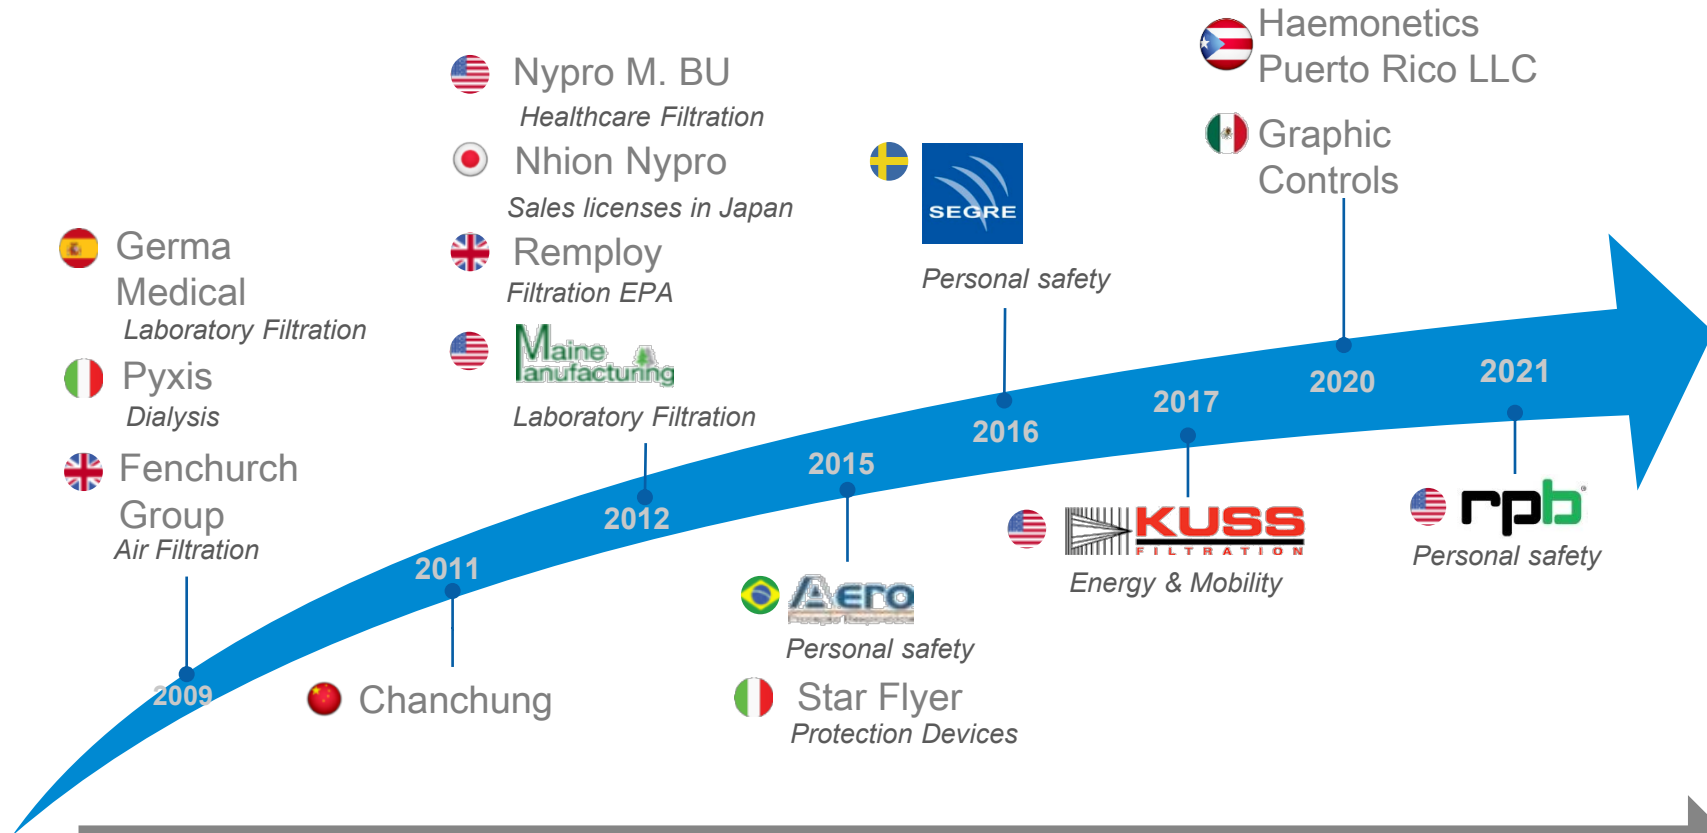 Germa
Medical
Laboratory Filtration
Pyxis
Dialysis
Fenchurch
Group
Air Filtration
2009
2011
Chanchung
Nypro M. BU
Healthcare Filtration
Nhion Nypro
Sales licenses in Japan
Remploy
Filtration EPA
Maine
Manufacturing
Laboratory Filtration
2012
2015
Aero
Personal safety
Star Flyer
Protection Devices
SEGRE
Personal safety
2016
2017
KUSS
FILTRATION
Energy & Mobility
Haemonetics
Puerto Rico LLC
Graphic
Controls
2020
2021
rpb
Personal safety